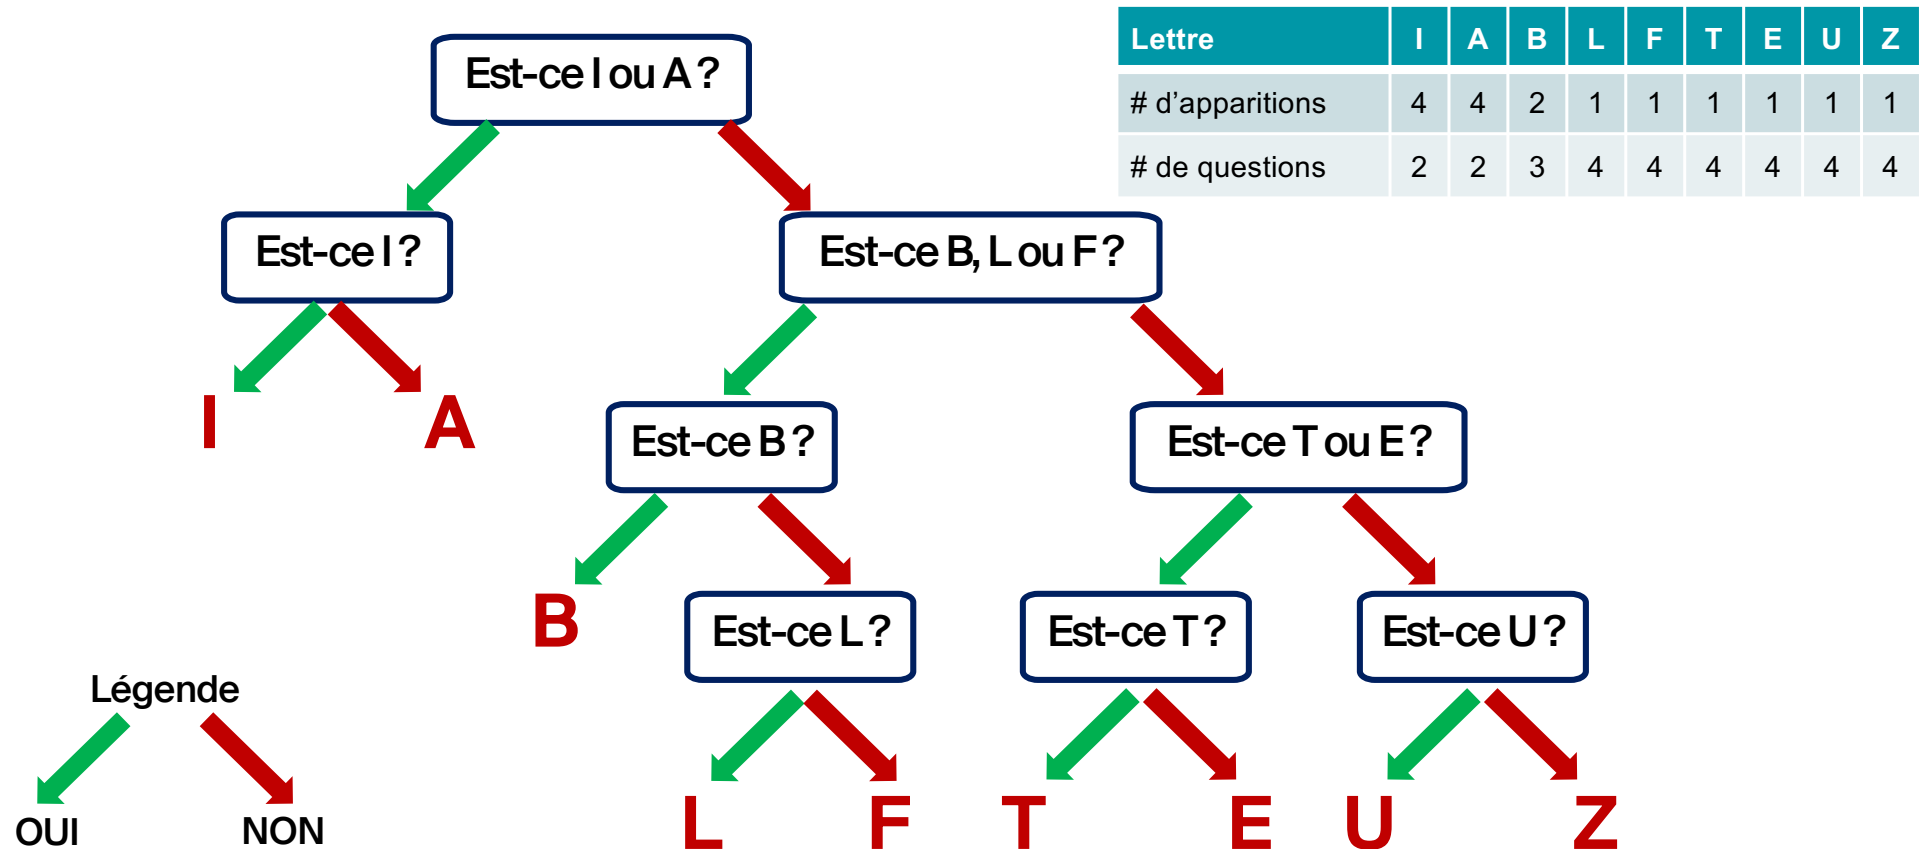 Lettre I A B L F T E U Z
# d'apparitions 4 4 2 1 1 1 1 1 1
# de questions 2 2 3 4 4 4 4 4 4
Est-ce I ou A ?
Est-ce I ?
Est-ce B, L ou F ?
I A
Est-ce B ?
Est-ce T ou E ?
B
Est-ce L ?
Est-ce T ?
Est-ce U ?
L F T E U Z
Légende
OUI NON